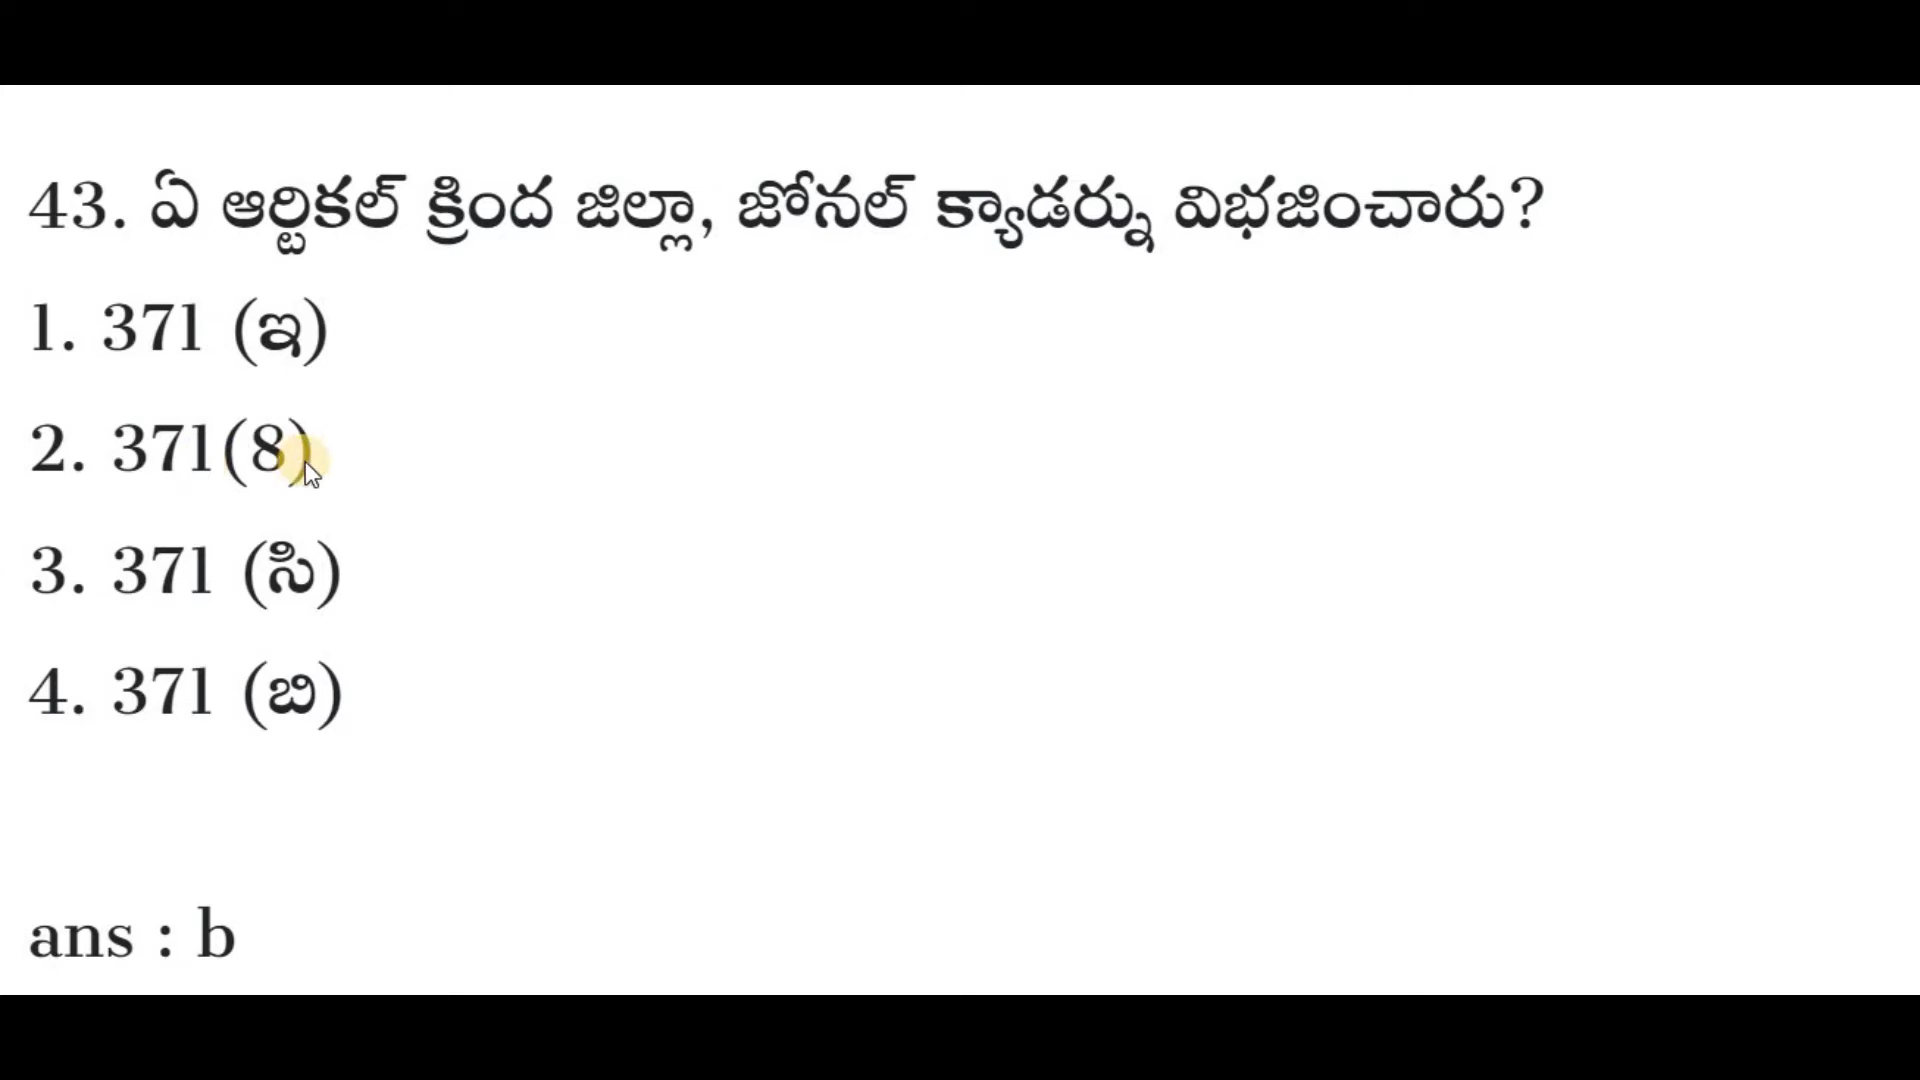 43. ఏ ఆర్టికల్ క్రింద జిల్లా, జోనల్ క్యాడర్ను విభజించారు?
1. 371 (ఇ)
2. 371(8)
3. 371 (సి)
4. 371 (బి)
ans : b